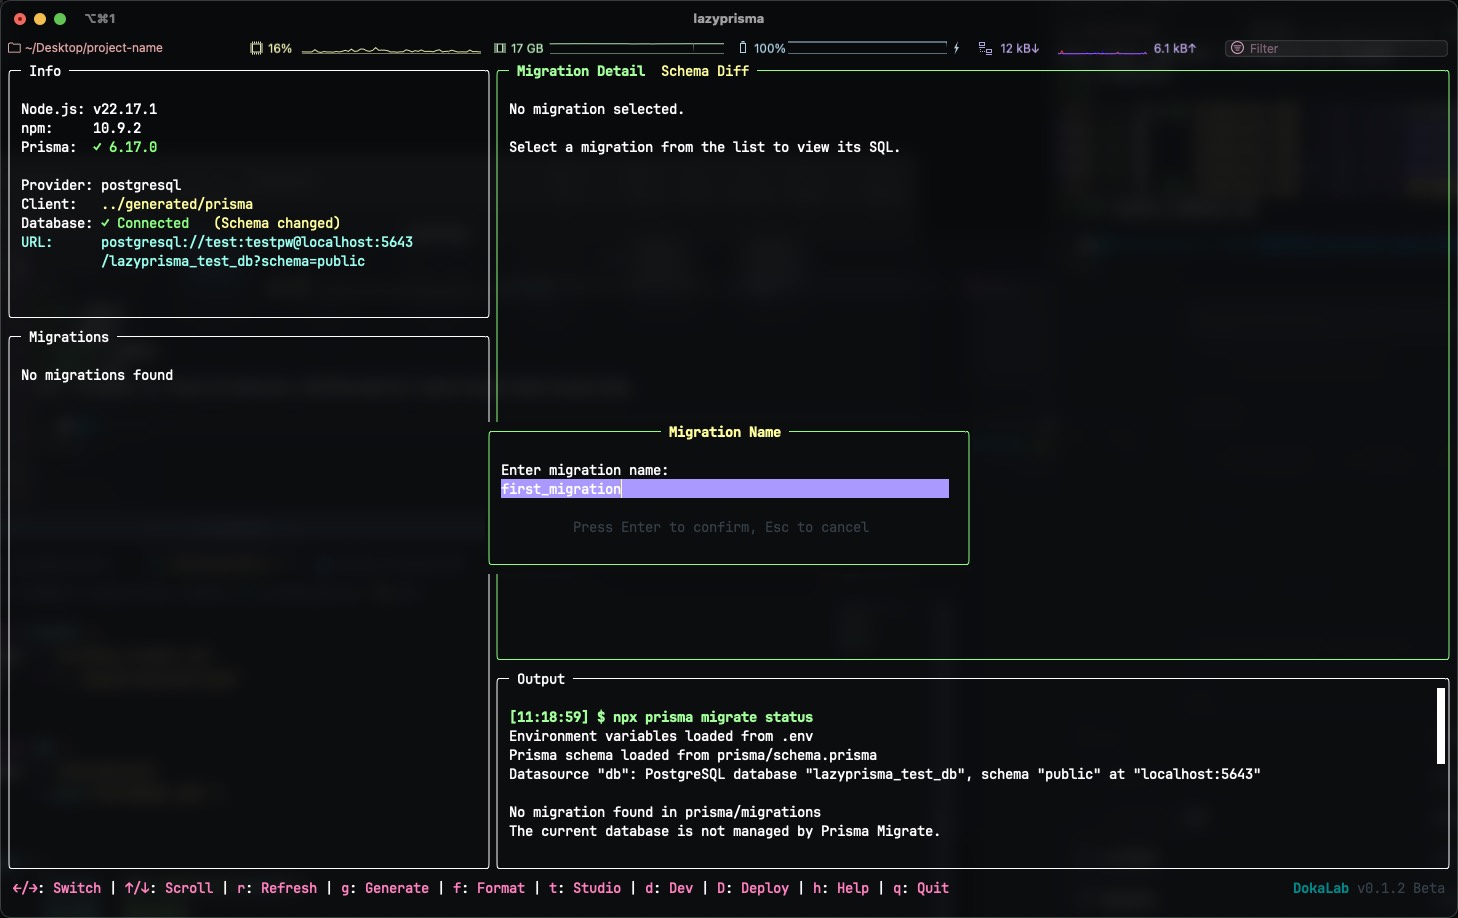 ⌥⌘1
lazyprisma
~/Desktop/project-name
16%
17 GB
100%
12 kB↓
6.1 kB↑
Filter
Info
Node.js: v22.17.1
npm: 10.9.2
Prisma: ✓ 6.17.0
Provider: postgresql
Client: ../generated/prisma
Database: ✓ Connected (Schema changed)
URL: postgresql://test:testpw@localhost:5643
/lazyprisma_test_db?schema=public
Migrations
No migrations found
Migration Detail Schema Diff
No migration selected.
Select a migration from the list to view its SQL.
Migration Name
Enter migration name:
first_migration
Press Enter to confirm, Esc to cancel
Output
[11:18:59] $ npx prisma migrate status
Environment variables loaded from .env
Prisma schema loaded from prisma/schema.prisma
Datasource "db": PostgreSQL database "lazyprisma_test_db", schema "public" at "localhost:5643"
No migration found in prisma/migrations
The current database is not managed by Prisma Migrate.
←/→: Switch | ↑/↓: Scroll | r: Refresh | g: Generate | f: Format | t: Studio | d: Dev | D: Deploy | h: Help | q: Quit
DokaLab v0.1.2 Beta